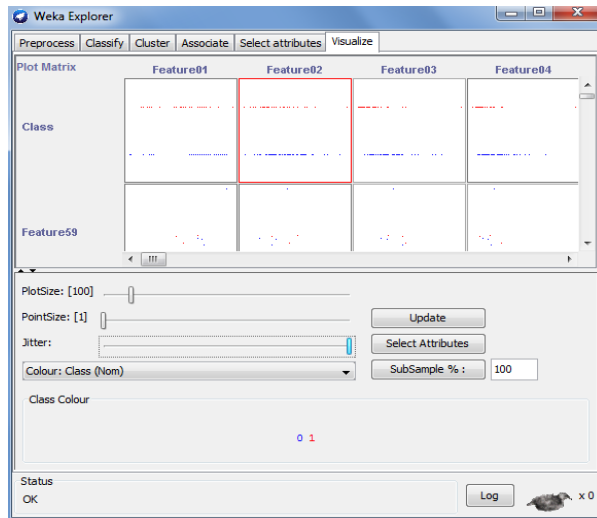 Weka Explorer
Preprocess Classify Cluster Associate Select attributes Visualize
Plot Matrix Feature01 Feature02 Feature03 Feature04
Class
Feature59
PlotSize: [100]
PointSize: [1]
Update
Jitter:
Select Attributes
Colour: Class (Nom)
SubSample % :
100
Class Colour
0 1
Status
OK
Log
x 0